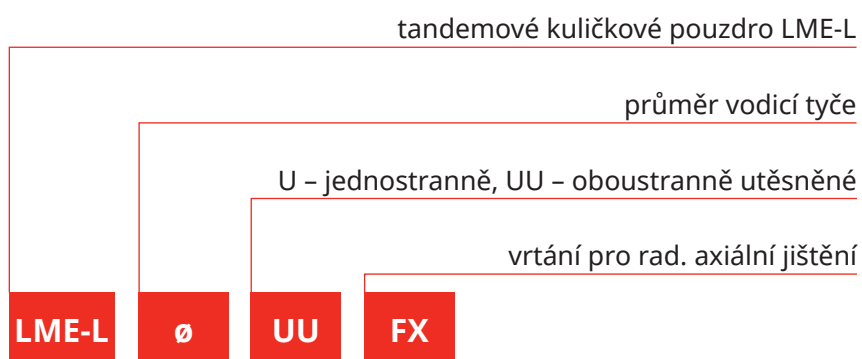 tandemové kuličkové pouzdro LME-L
průměr vodicí tyče
U – jednostranně, UU – oboustranně utěsněné
vrtání pro rad. axiální jištění
LME-L ø UU FX